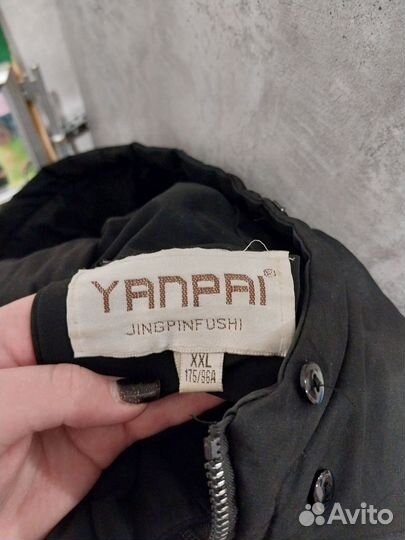 YANPAI®
JINGPINFUSHI
XXL
175/96A
Avito